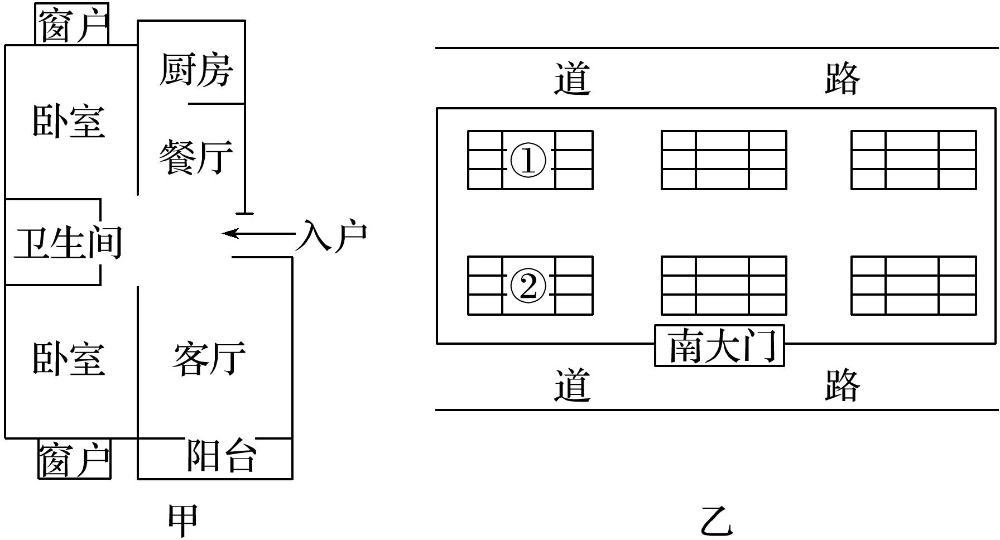 窗户
厨房
卧室
餐厅
卫生间
入户
卧室
客厅
窗户
阳台
甲
道 路
①
②
南大门
道 路
乙